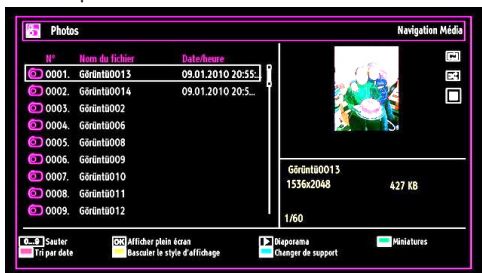 Photos Navigation Média
N° Nom du fichier Date/heure
0001. Görüntü0013 09.01.2010 20:55:..
0002. Görüntü0014 09.01.2010 20:5...
0003. Görüntü002
0004. Görüntü006
0005. Görüntü008
0006. Görüntü009
0007. Görüntü010
0008. Görüntü011
0009. Görüntü012
Görüntü0013
1536x2048 427 KB
1/60
0...9 Sauter OK Afficher plein écran Diaporama Miniatures
Tri par date Basculer le style d'affichage Changer de support